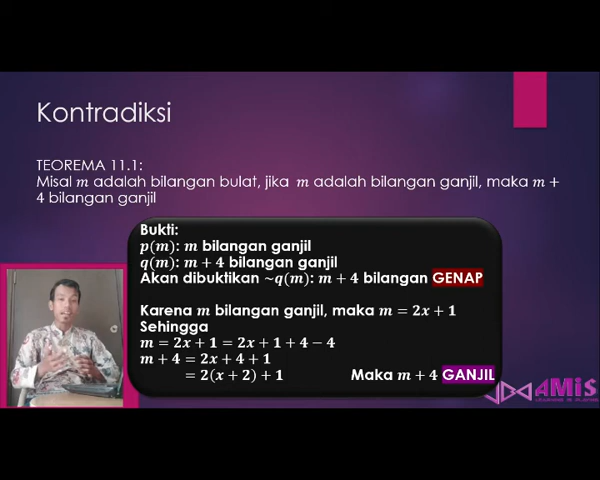 Kontradiksi
TEOREMA 11.1:
Misal m adalah bilangan bulat, jika m adalah bilangan ganjil, maka m +
4 bilangan ganjil
Bukti:
p(m): m bilangan ganjil
q(m): m + 4 bilangan ganjil
Akan dibuktikan ~q(m): m + 4 bilangan GENAP
Karena m bilangan ganjil, maka m = 2x + 1
Sehingga
m = 2x + 1 = 2x + 1 + 4 − 4
m + 4 = 2x + 4 + 1
= 2(x + 2) + 1 Maka m + 4 GANJIL
AMiS